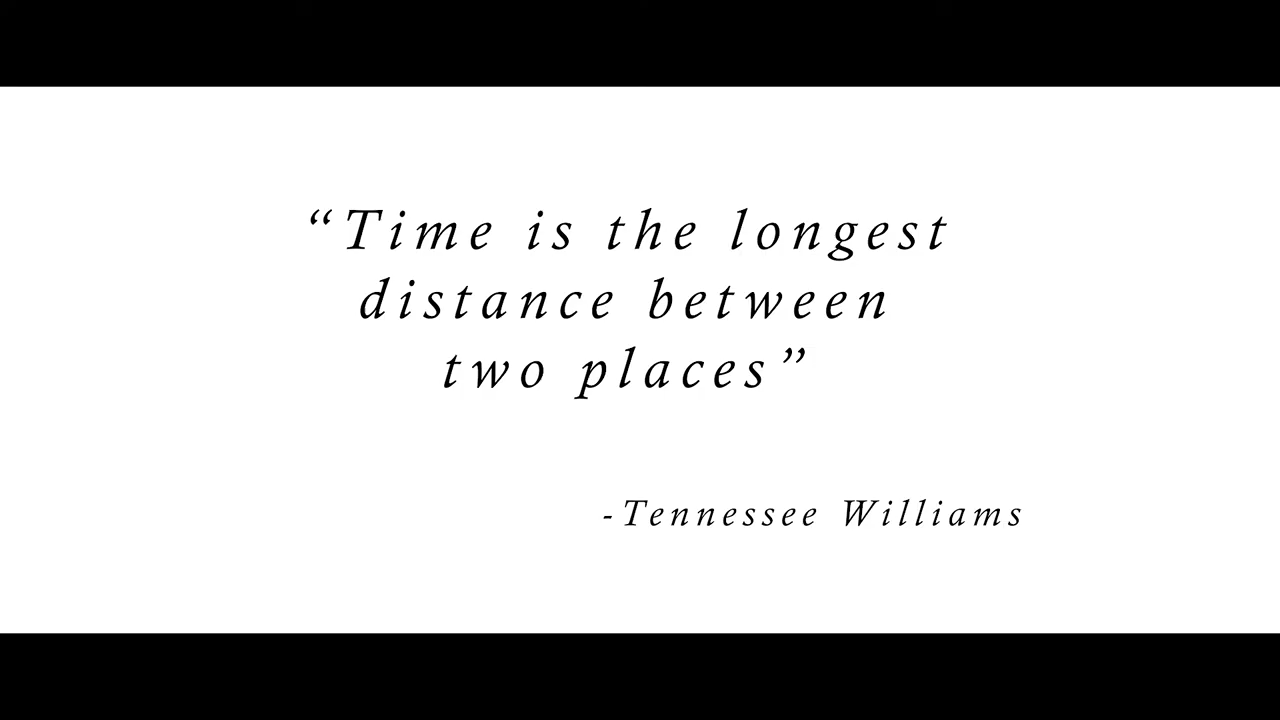 “Time is the longest
distance between
two places”
-Tennessee Williams